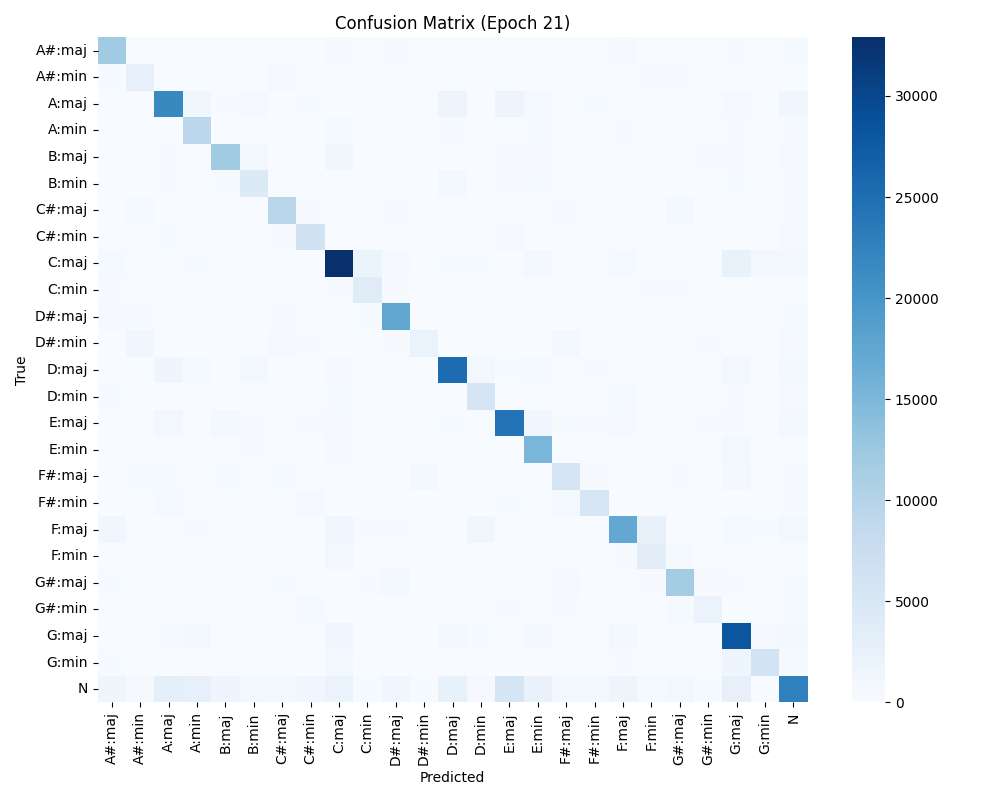 Confusion Matrix (Epoch 21)
A#:maj
A#:min
A:maj
A:min
B:maj
B:min
C#:maj
C#:min
C:maj
C:min
D#:maj
D#:min
D:maj
D:min
E:maj
E:min
F#:maj
F#:min
F:maj
F:min
G#:maj
G#:min
G:maj
G:min
N
True
A#:maj
A#:min
A:maj
A:min
B:maj
B:min
C#:maj
C#:min
C:maj
C:min
D#:maj
D#:min
D:maj
D:min
E:maj
E:min
F#:maj
F#:min
F:maj
F:min
G#:maj
G#:min
G:maj
G:min
N
Predicted
30000
25000
20000
15000
10000
5000
0